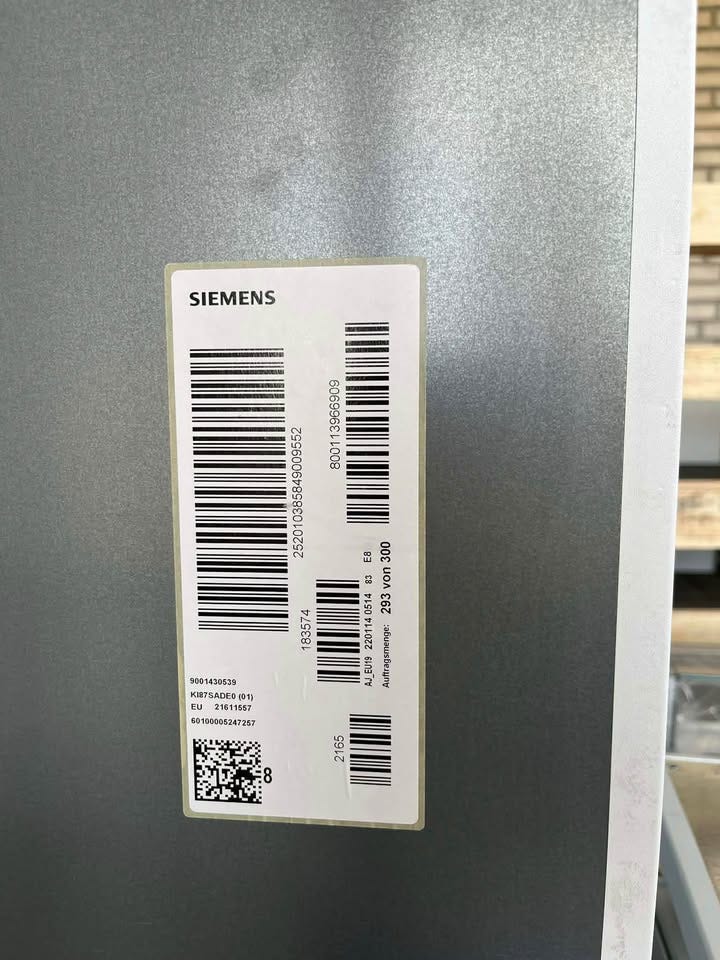 SIEMENS
252010385849009552
800113966909
183574
AJ_EU19 220114 0514 83 E8
Auftragsmenge: 293 von 300
9001430539
KI87SADE0 (01)
EU 21611557
60100005247257
8
2165